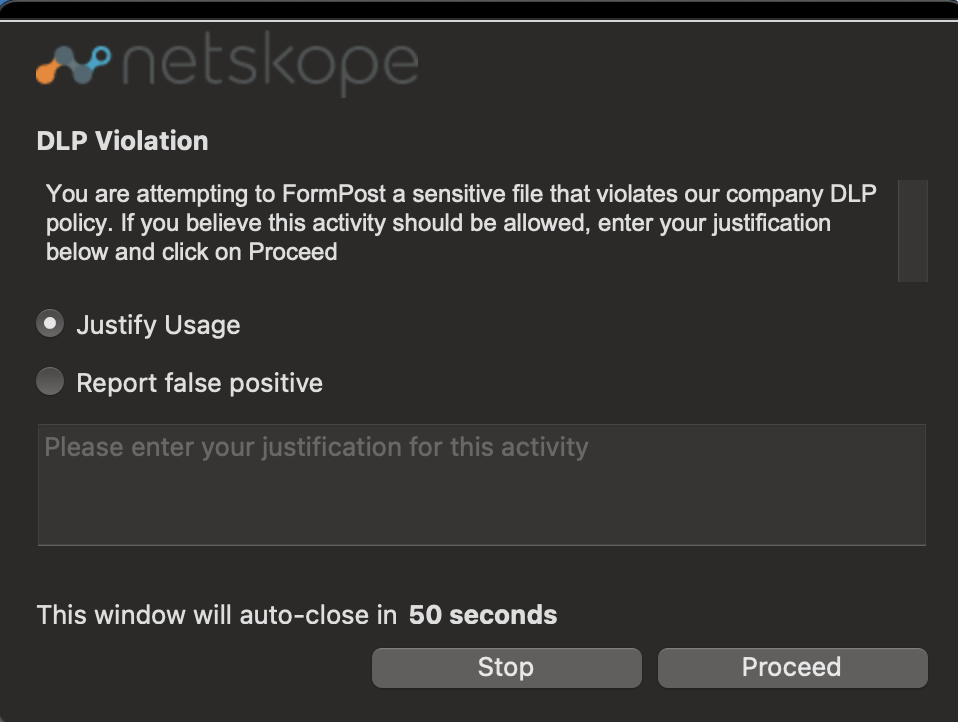 netskope
DLP Violation
You are attempting to FormPost a sensitive file that violates our company DLP
policy. If you believe this activity should be allowed, enter your justification
below and click on Proceed
Justify Usage
Report false positive
Please enter your justification for this activity
This window will auto-close in 50 seconds
Stop
Proceed